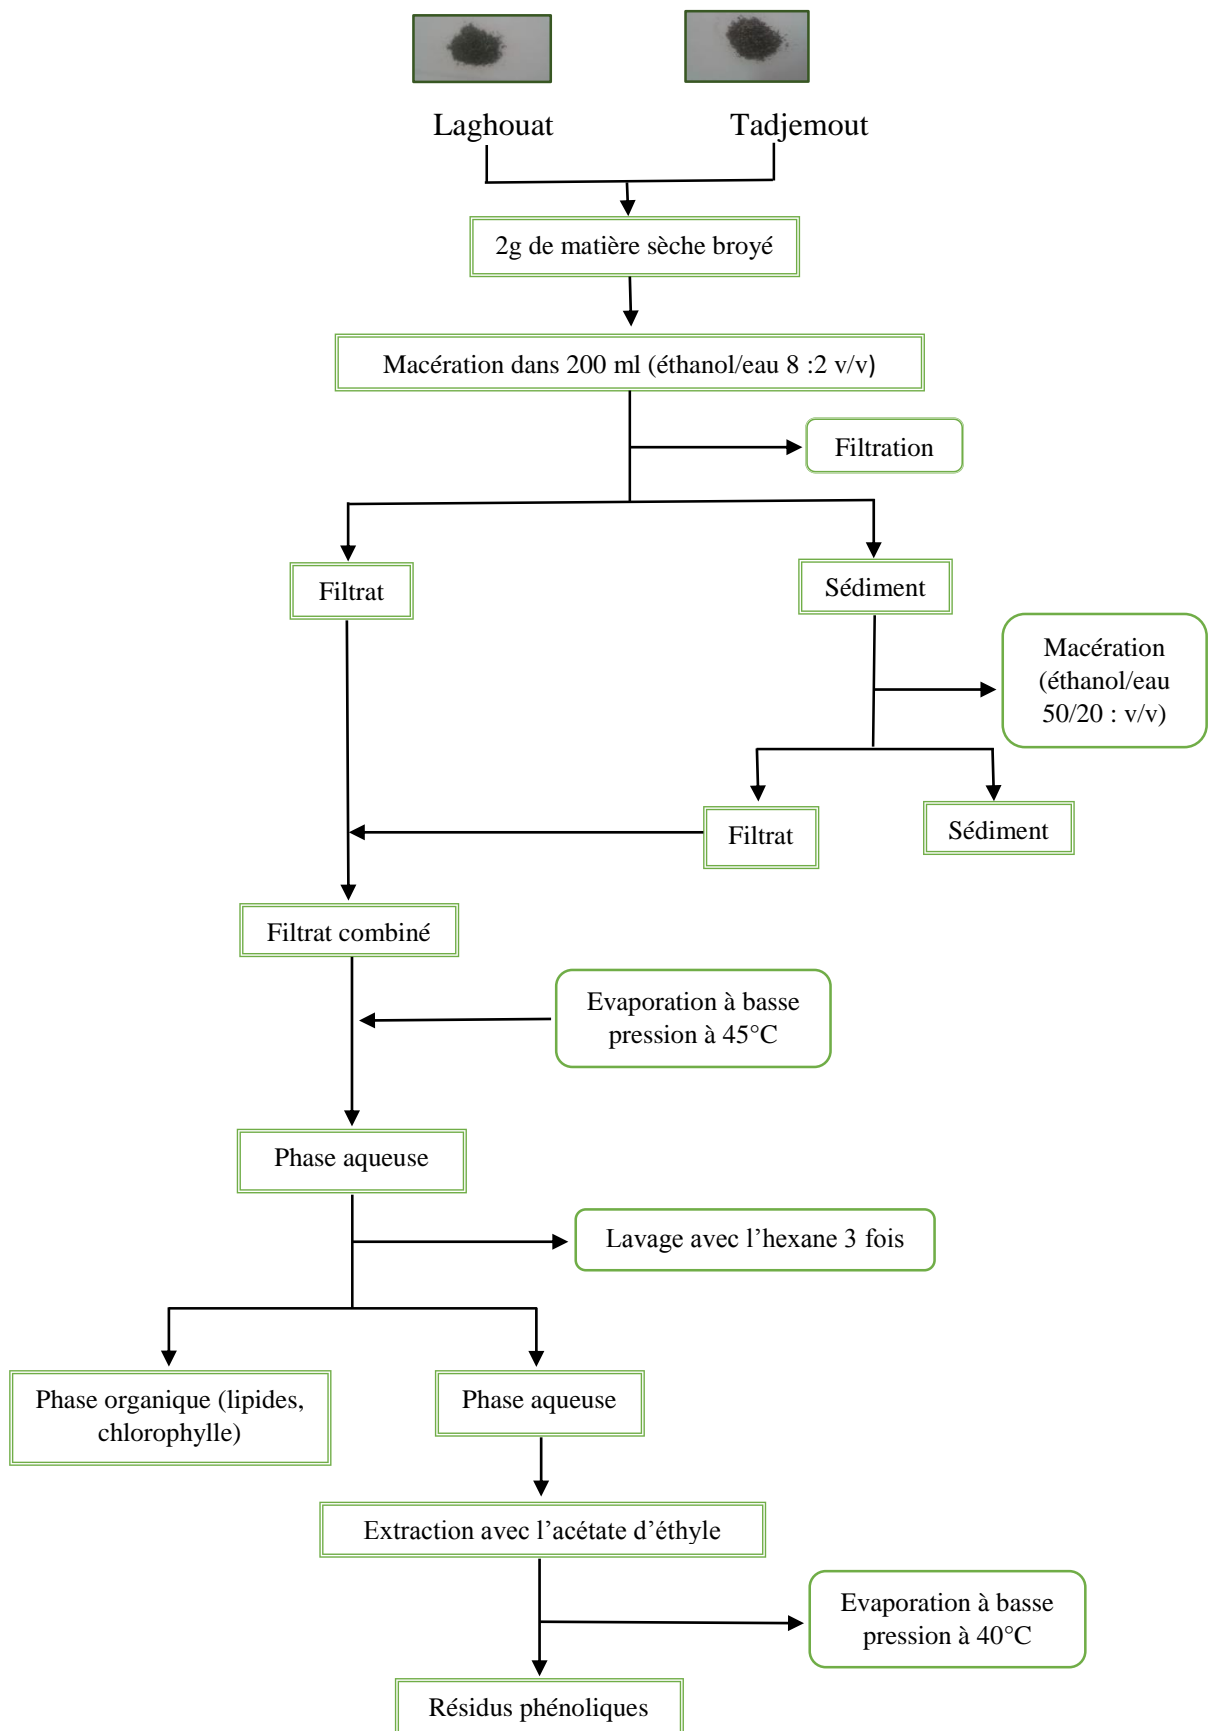 Laghouat
Tadjemout
2g de matière sèche broyé
Macération dans 200 ml (éthanol/eau 8 :2 v/v)
Filtration
Filtrat
Sédiment
Macération
(éthanol/eau
50/20 : v/v)
Filtrat
Sédiment
Filtrat combiné
Evaporation à basse
pression à 45°C
Phase aqueuse
Lavage avec l’hexane 3 fois
Phase organique (lipides,
chlorophylle)
Phase aqueuse
Extraction avec l’acétate d’éthyle
Evaporation à basse
pression à 40°C
Résidus phénoliques